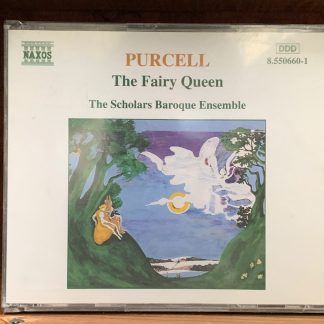 NAXOS
DDD
8.550660-1
PURCELL
The Fairy Queen
The Scholars Baroque Ensemble